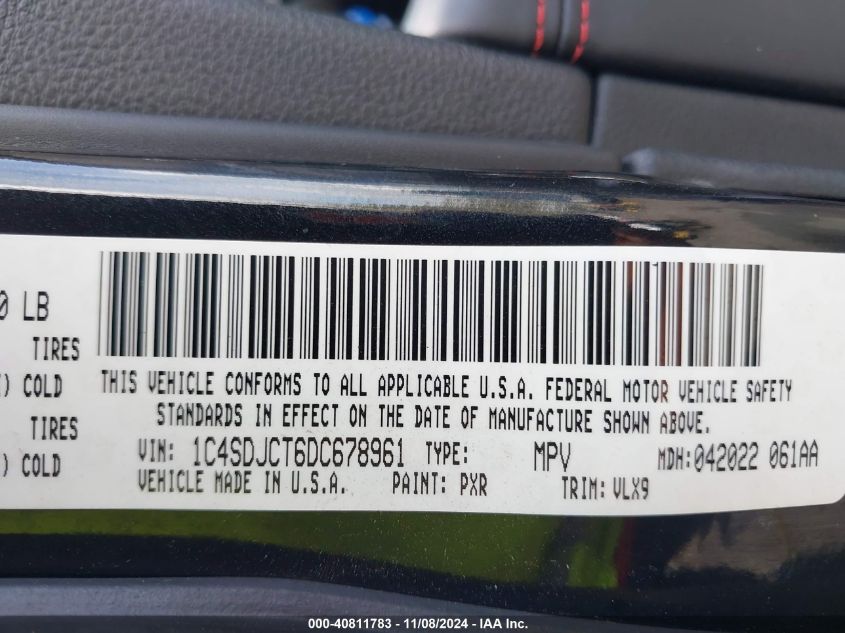 0 LB
TIRES
) COLD
TIRES
) COLD
THIS VEHICLE CONFORMS TO ALL APPLICABLE U.S.A. FEDERAL MOTOR VEHICLE SAFETY
STANDARDS IN EFFECT ON THE DATE OF MANUFACTURE SHOWN ABOVE.
VIN: 1C4SDJCT6DC678961 TYPE: MPV MDH:042022 061AA
VEHICLE MADE IN U.S.A. PAINT: PXR TRIM: VLX9
000-40811783 - 11/08/2024 - IAA Inc.